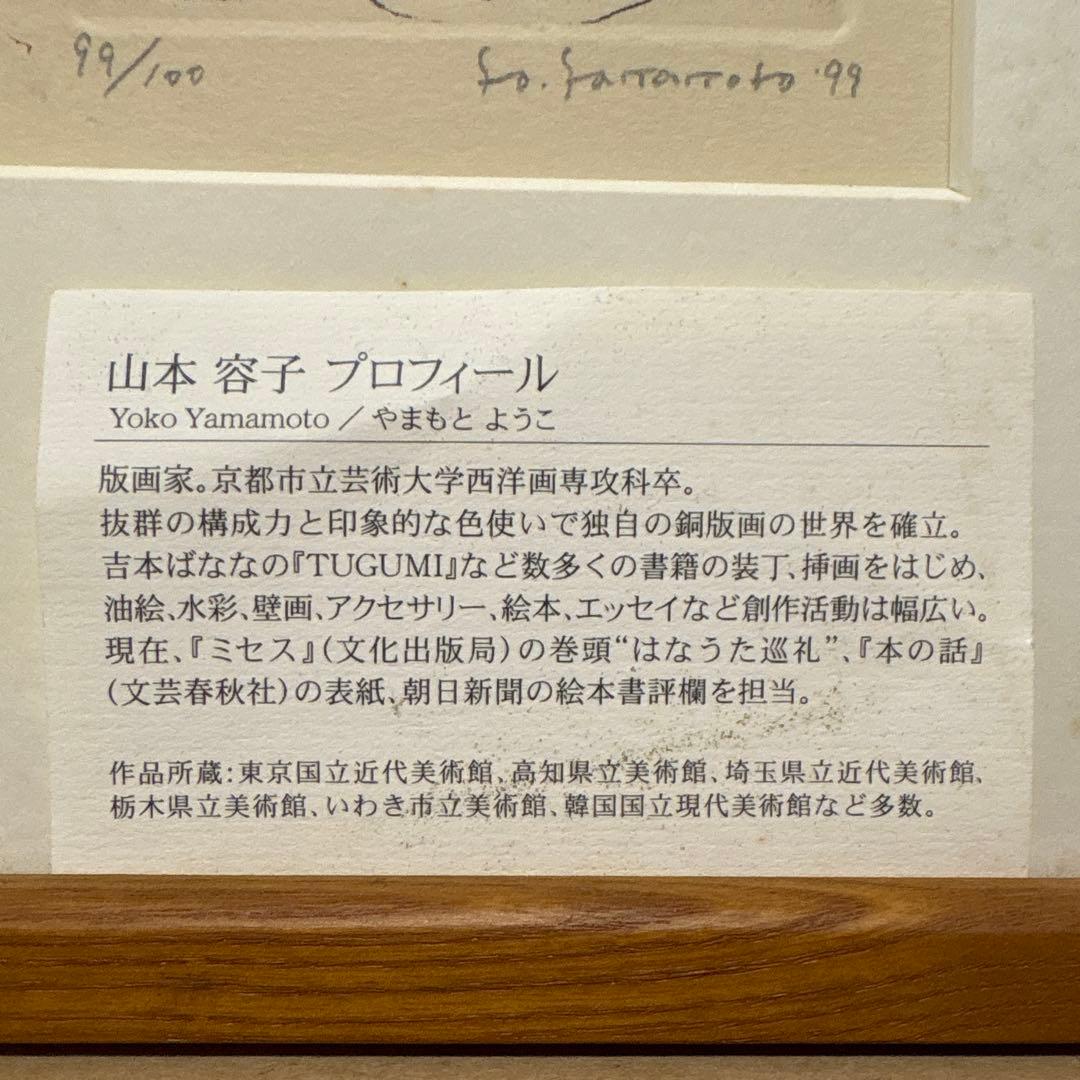 99/100
Yo. Yamamoto '99
山本 容子 プロフィール
Yoko Yamamoto ／ やまもと ようこ
版画家。京都市立芸術大学西洋画専攻科卒。
抜群の構成力と印象的な色使いで独自の銅版画の世界を確立。
吉本ばななの『TUGUMI』など数多くの書籍の装丁、挿画をはじめ、
油絵、水彩、壁画、アクセサリー、絵本、エッセイなど創作活動は幅広い。
現在、『ミセス』(文化出版局)の巻頭“はなうた巡礼”、『本の話』
(文芸春秋社)の表紙、朝日新聞の絵本書評欄を担当。
作品所蔵:東京国立近代美術館、高知県立美術館、埼玉県立近代美術館、
栃木県立美術館、いわき市立美術館、韓国国立現代美術館など多数。